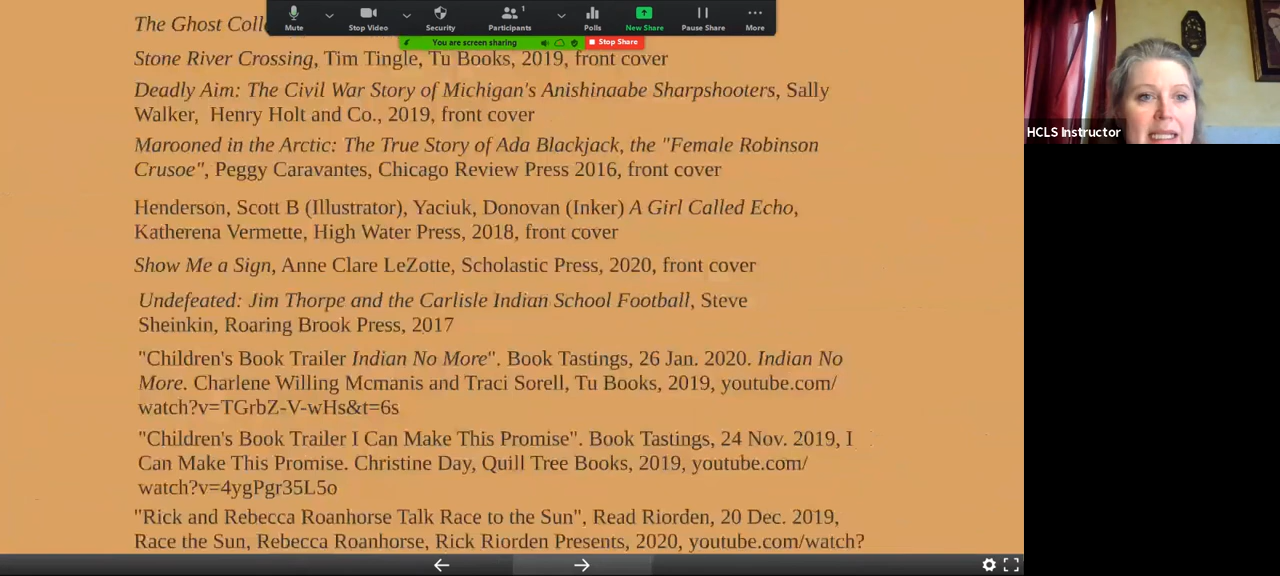 Mute
Stop Video
Security
Participants
1
Polls
New Share
Pause Share
More
You are screen sharing
Stop Share
The Ghost
Stone River Crossing, Tim Tingle, Tu Books, 2019, front cover
Deadly Aim: The Civil War Story of Michigan's Anishinaabe Sharpshooters, Sally
Walker, Henry Holt and Co., 2019, front cover
Marooned in the Arctic: The True Story of Ada Blackjack, the "Female Robinson
Crusoe", Peggy Caravantes, Chicago Review Press 2016, front cover
Henderson, Scott B (Illustrator), Yaciuk, Donovan (Inker) A Girl Called Echo,
Katherena Vermette, High Water Press, 2018, front cover
Show Me a Sign, Anne Clare LeZotte, Scholastic Press, 2020, front cover
Undefeated: Jim Thorpe and the Carlisle Indian School Football, Steve
Sheinkin, Roaring Brook Press, 2017
"Children's Book Trailer Indian No More". Book Tastings, 26 Jan. 2020. Indian No
More. Charlene Willing Mcmanis and Traci Sorell, Tu Books, 2019, youtube.com/
watch?v=TGrbZ-V-wHs&t=6s
"Children's Book Trailer I Can Make This Promise". Book Tastings, 24 Nov. 2019, I
Can Make This Promise. Christine Day, Quill Tree Books, 2019, youtube.com/
watch?v=4ygPgr35L5o
"Rick and Rebecca Roanhorse Talk Race to the Sun", Read Riorden, 20 Dec. 2019,
Race the Sun, Rebecca Roanhorse, Rick Riorden Presents, 2020, youtube.com/watch?
HCLS Instructor